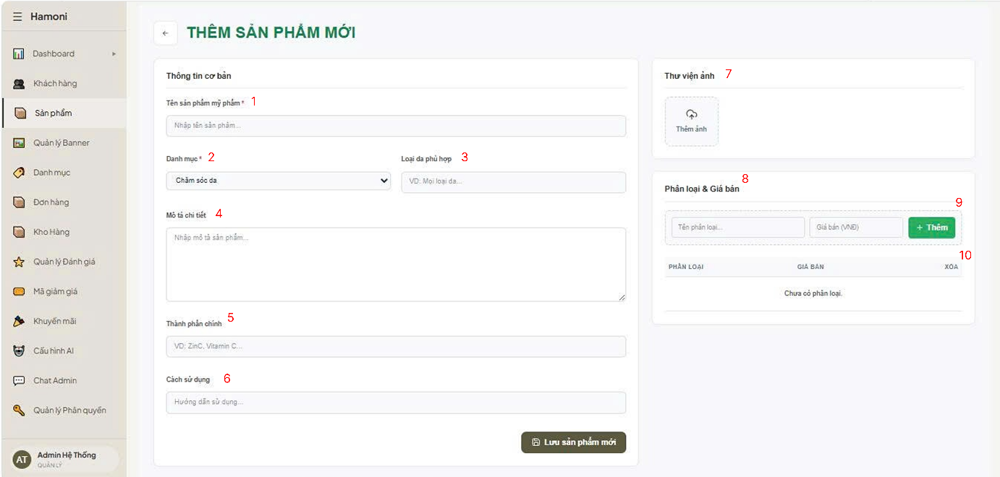 ☰ Hamoni
Dashboard ▸
Khách hàng
Sản phẩm
Quản lý Banner
Danh mục
Đơn hàng
Kho Hàng
Quản lý Đánh giá
Mã giảm giá
Khuyến mãi
Cấu hình AI
Chat Admin
Quản lý Phân quyền
AT Admin Hệ Thống
QUẢN LÝ
← THÊM SẢN PHẨM MỚI
Thông tin cơ bản
Tên sản phẩm mỹ phẩm * 1
Nhập tên sản phẩm...
Danh mục * 2
Chăm sóc da
Loại da phù hợp 3
VD: Mọi loại da...
Mô tả chi tiết 4
Nhập mô tả sản phẩm...
Thành phần chính 5
VD: ZinC, Vitamin C...
Cách sử dụng 6
Hướng dẫn sử dụng...
Lưu sản phẩm mới
Thư viện ảnh 7
Thêm ảnh
Phân loại & Giá bán 8
9
Tên phân loại... Giá bán (VNĐ) + Thêm
10
PHÂN LOẠI GIÁ BÁN XÓA
Chưa có phân loại.